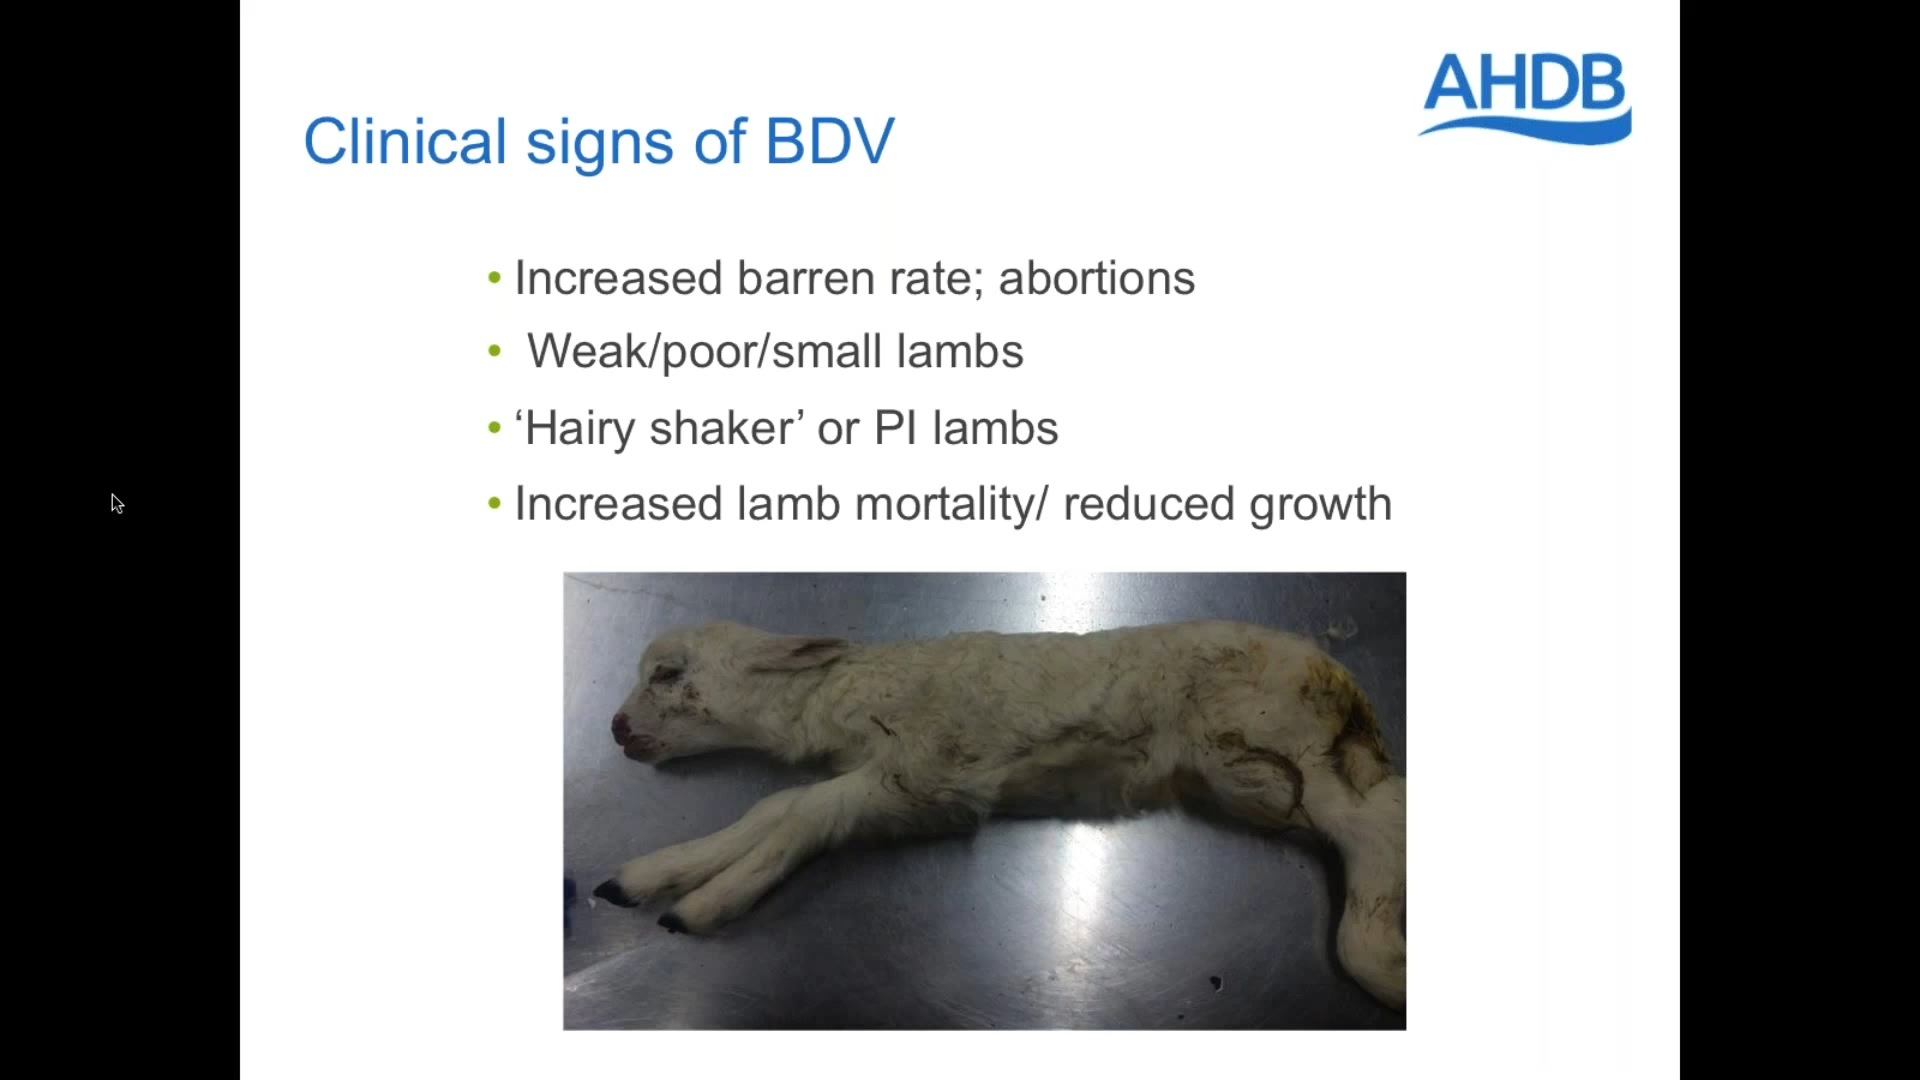 AHDB
Clinical signs of BDV
• Increased barren rate; abortions
• Weak/poor/small lambs
• ‘Hairy shaker’ or PI lambs
• Increased lamb mortality/ reduced growth